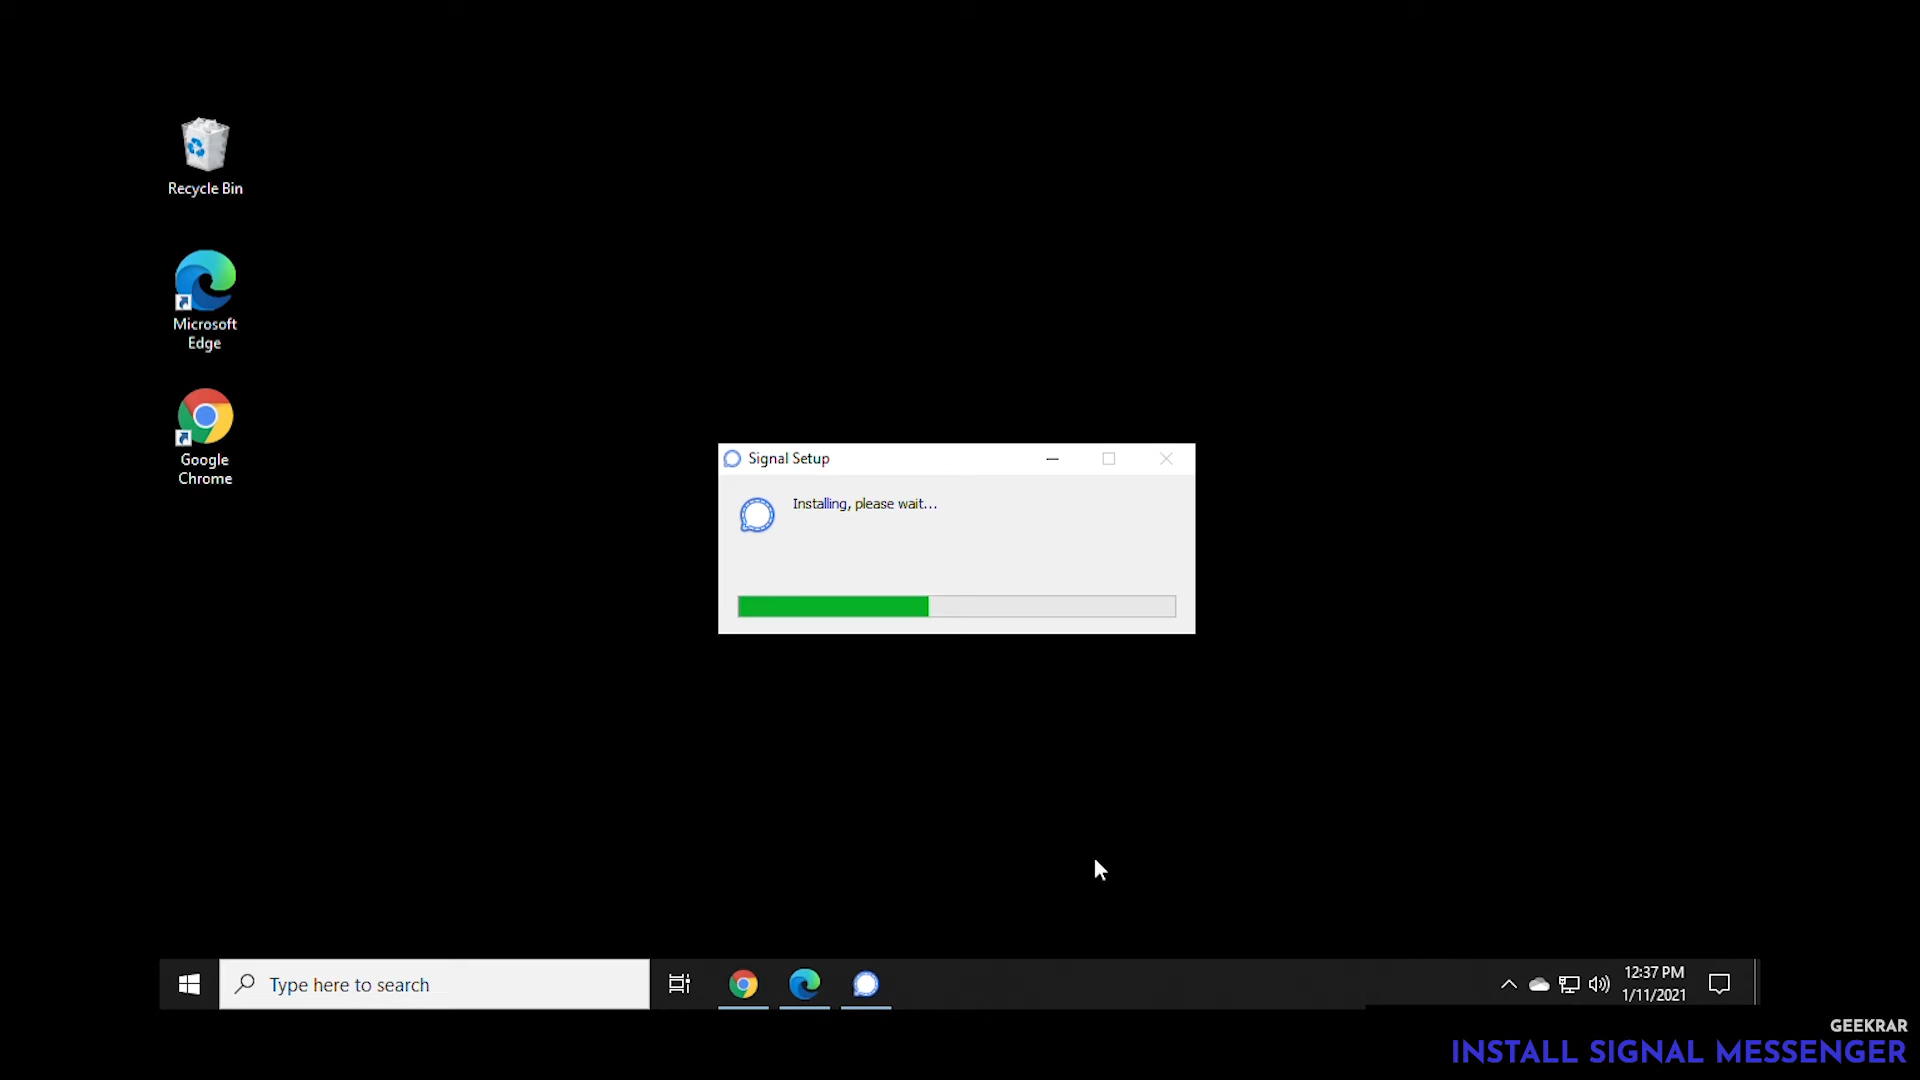 Recycle Bin
Microsoft
Edge
Google
Chrome
Signal Setup
Installing, please wait...
Type here to search
12:37 PM
1/11/2021
GEEKRAR
INSTALL SIGNAL MESSENGER